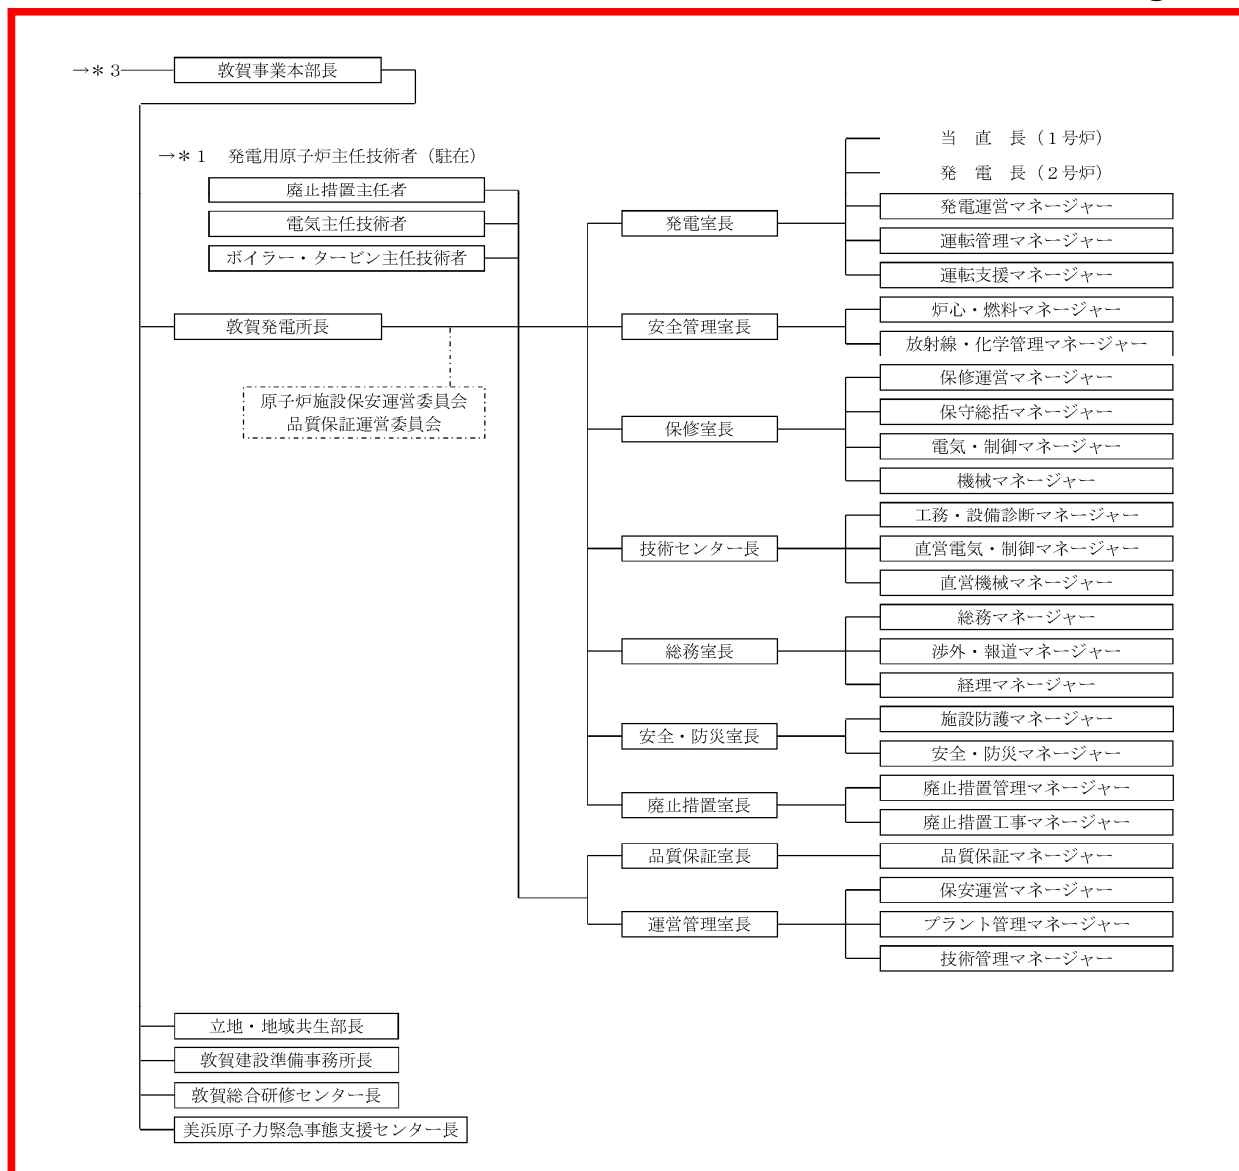 →＊3 敦賀事業本部長
→＊1 発電用原子炉主任技術者（駐在）
廃止措置主任者
電気主任技術者
ボイラー・タービン主任技術者
敦賀発電所長
原子炉施設保安運営委員会
品質保証運営委員会
発電室長
当 直 長（1号炉）
発 電 長（2号炉）
発電運営マネージャー
運転管理マネージャー
運転支援マネージャー
安全管理室長
炉心・燃料マネージャー
放射線・化学管理マネージャー
保修室長
保修運営マネージャー
保守総括マネージャー
電気・制御マネージャー
機械マネージャー
技術センター長
工務・設備診断マネージャー
直営電気・制御マネージャー
直営機械マネージャー
総務室長
総務マネージャー
渉外・報道マネージャー
経理マネージャー
安全・防災室長
施設防護マネージャー
安全・防災マネージャー
廃止措置室長
廃止措置管理マネージャー
廃止措置工事マネージャー
品質保証室長
品質保証マネージャー
運営管理室長
保安運営マネージャー
プラント管理マネージャー
技術管理マネージャー
立地・地域共生部長
敦賀建設準備事務所長
敦賀総合研修センター長
美浜原子力緊急事態支援センター長